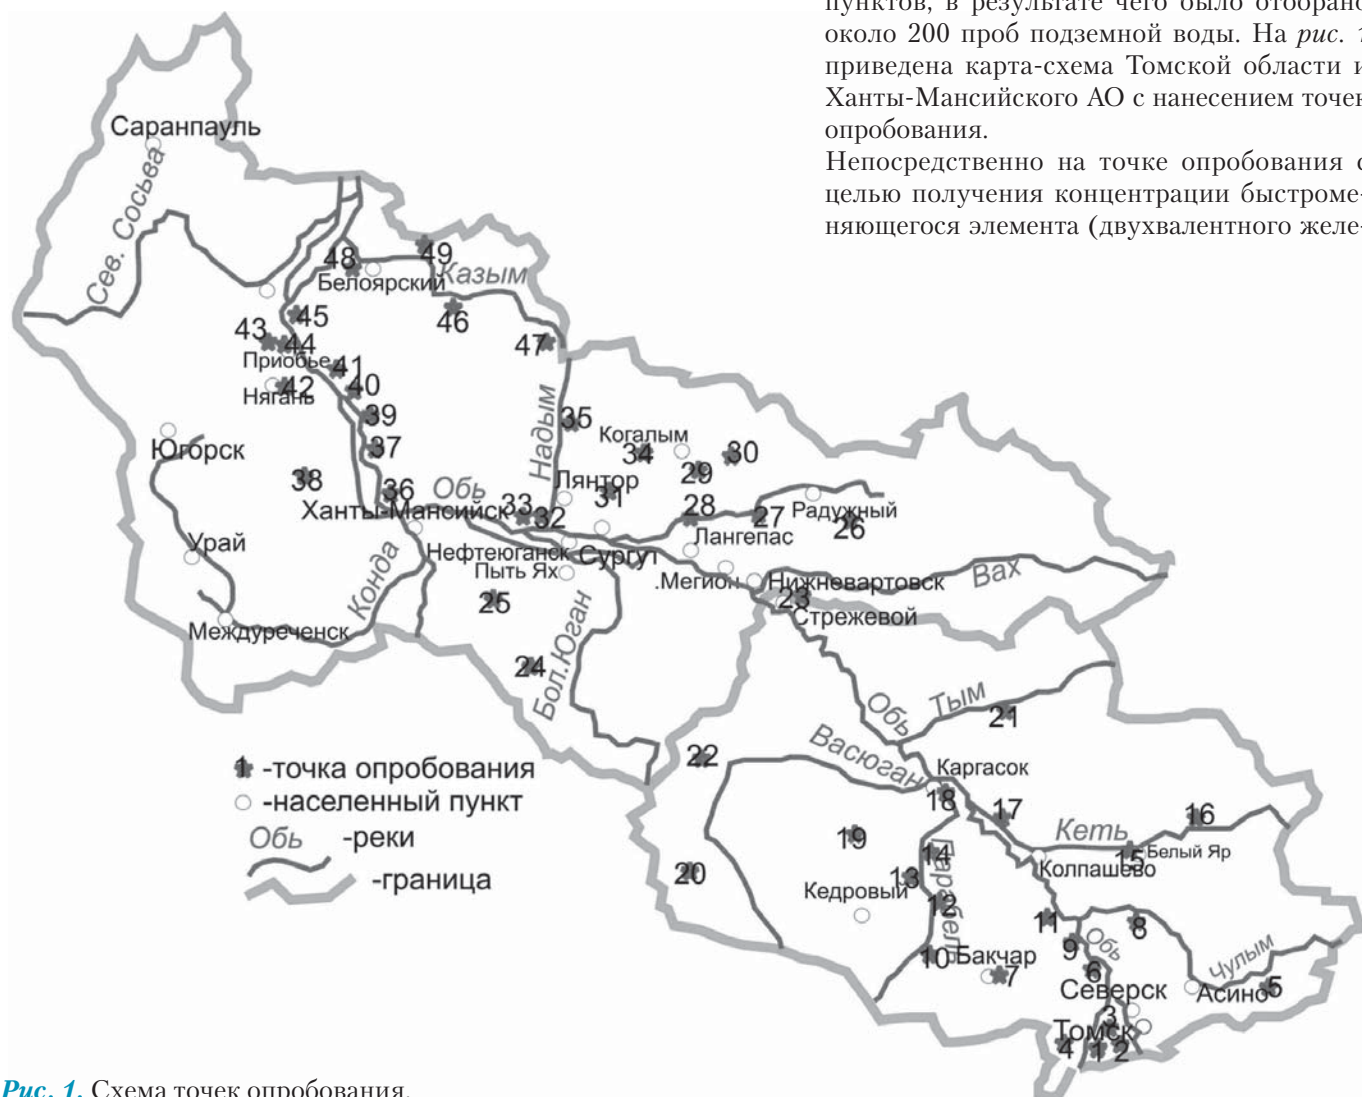 пунктов, в результате чего было отобрано
около 200 проб подземной воды. На рис. 1
приведена карта-схема Томской области и
Ханты-Мансийского АО с нанесением точек
опробования.
Непосредственно на точке опробования с
целью получения концентрации быстроме-
няющегося элемента (двухвалентного желе-
Саранпауль
Сев. Сосьва
48
49
Белоярский
Казым
45
46
43
44
47
Приобье
41
42
40
Нягань
39
Надым
35
Когалым
Югорск
37
34
30
29
38
36
Обь
Лянтор
31
Ханты-Мансийск
33
32
28
27
Радужный
26
Лангепас
Урай
Конда
Нефтеюганск
Сургут
Пыть Ях
.Мегион
Нижневартовск
Вах
25
23
Стрежевой
Междуреченск
24
Бол.Юган
Обь
Тым
21
22
Васюган
Каргасок
18
17
16
Кеть
19
14
15
Белый Яр
Колпашево
20
13
Кедровый
12
Парабель
11
8
9
Обь
10
Бакчар
7
6
Чулым
Северск
Асино
5
3
Томск
4
1
2
1 -точка опробования
-населенный пункт
Обь -реки
-граница
Рис. 1. Схема точек опробования.